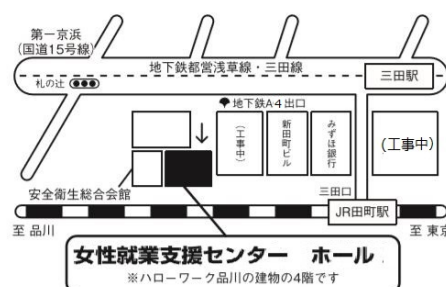 第一京浜
(国道15号線)
地下鉄都営浅草線・三田線
三田駅
札の辻
地下鉄A-4出口
(工事中)
新田町ビル
みずほ銀行
(工事中)
安全衛生総合会館
三田口
JR田町駅
至 品川
至 東京
女性就業支援センター ホール
※ハローワーク品川の建物の4階です